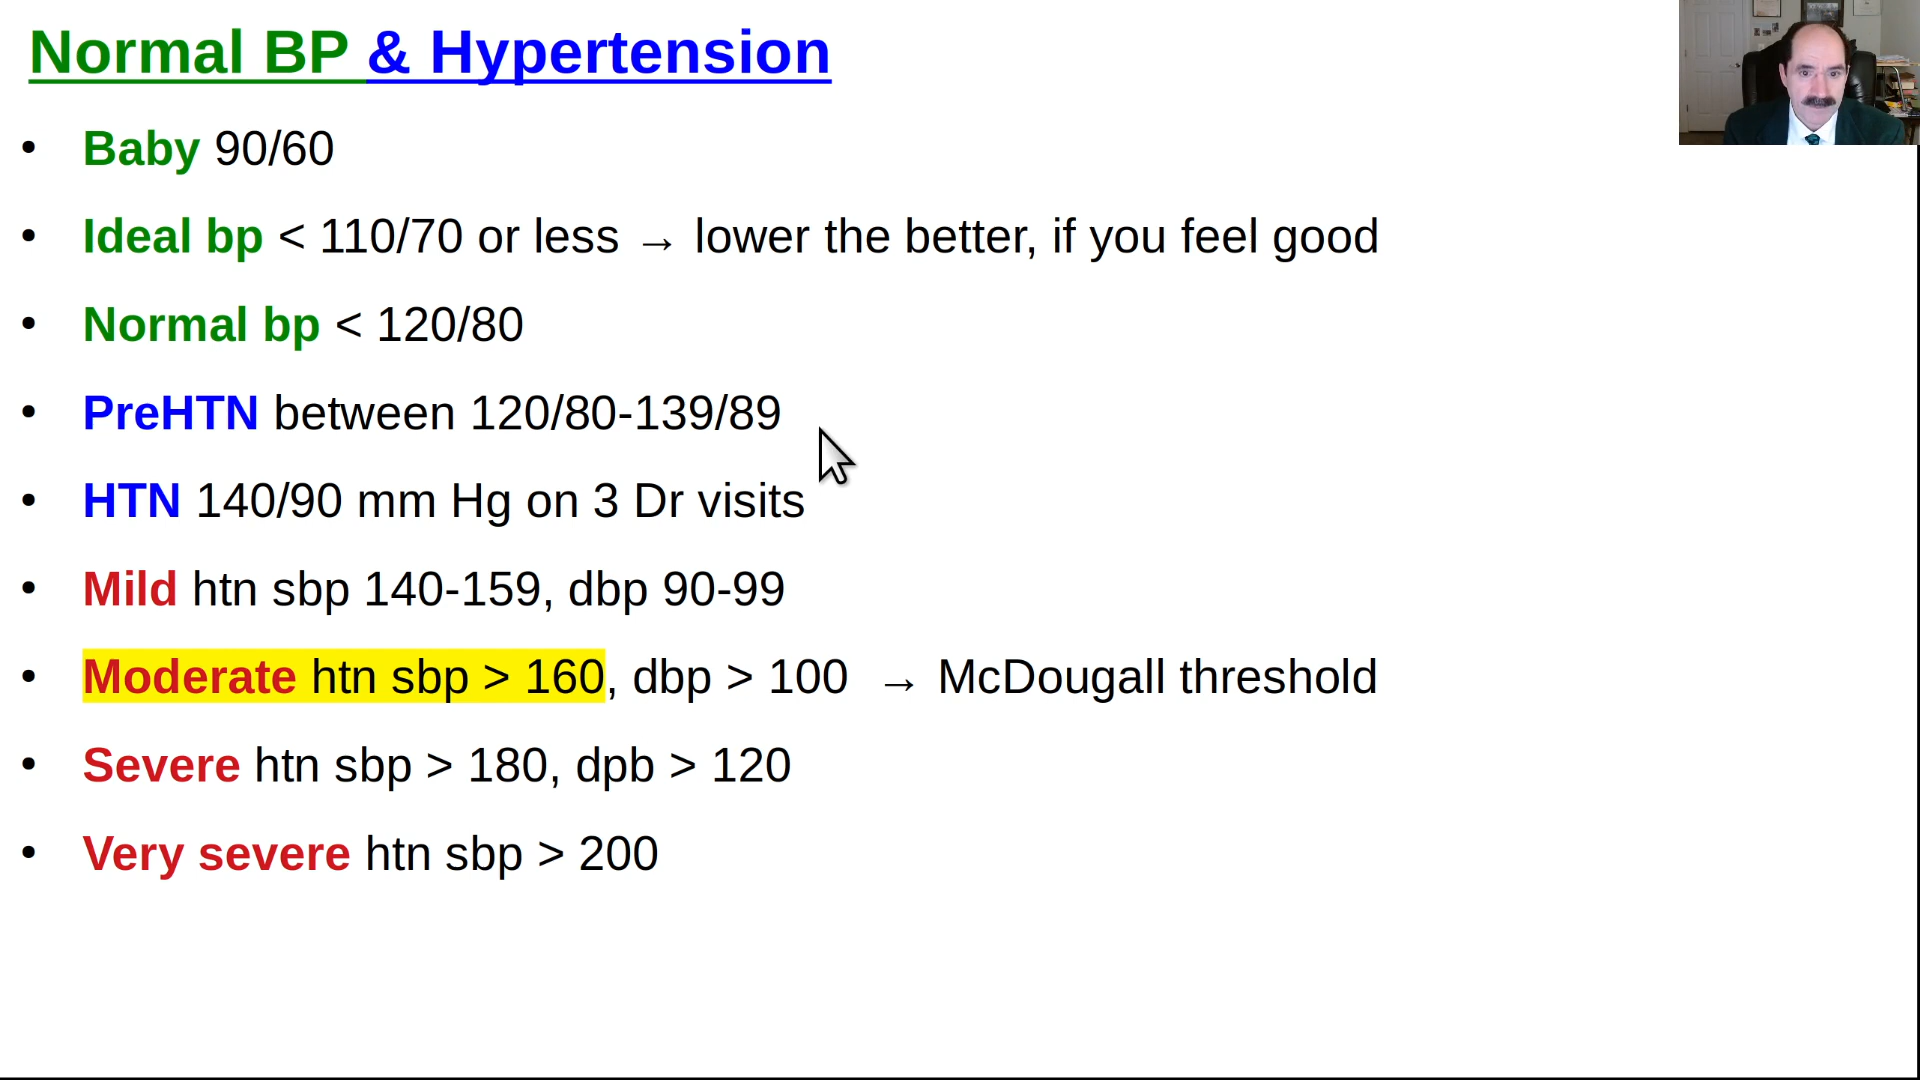 Normal BP & Hypertension
• Baby 90/60
• Ideal bp < 110/70 or less → lower the better, if you feel good
• Normal bp < 120/80
• PreHTN between 120/80-139/89
• HTN 140/90 mm Hg on 3 Dr visits
• Mild htn sbp 140-159, dbp 90-99
• Moderate htn sbp > 160, dbp > 100 → McDougall threshold
• Severe htn sbp > 180, dpb > 120
• Very severe htn sbp > 200